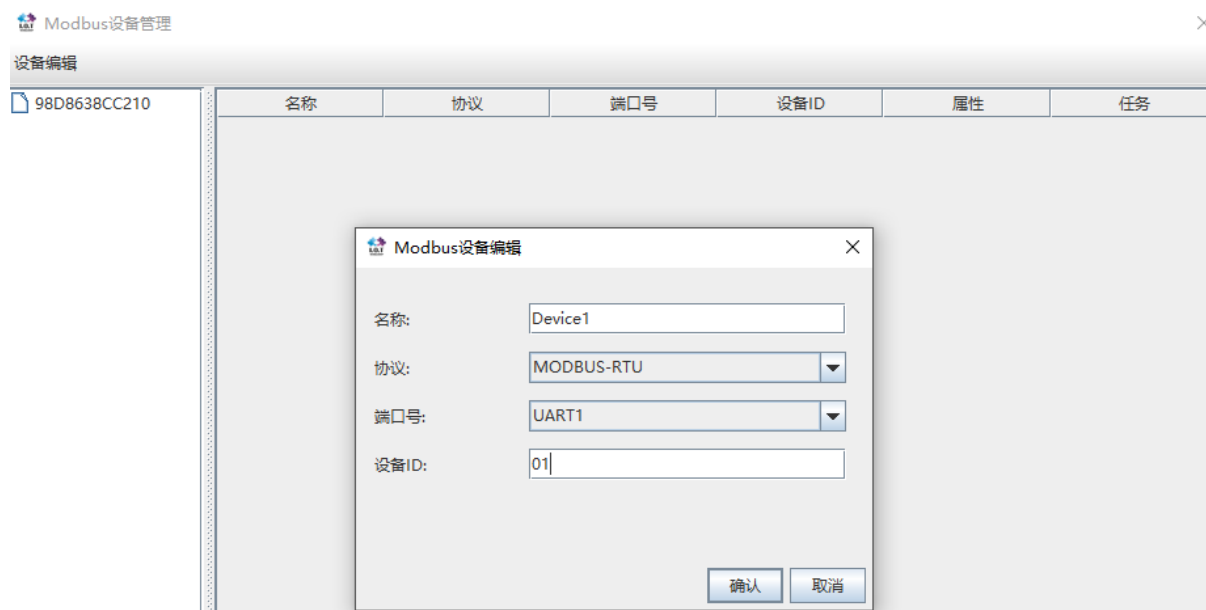 Modbus设备管理
设备编辑
98D8638CC210
名称 协议 端口号 设备ID 属性 任务
Modbus设备编辑
名称: Device1
协议: MODBUS-RTU
端口号: UART1
设备ID: 01
确认 取消